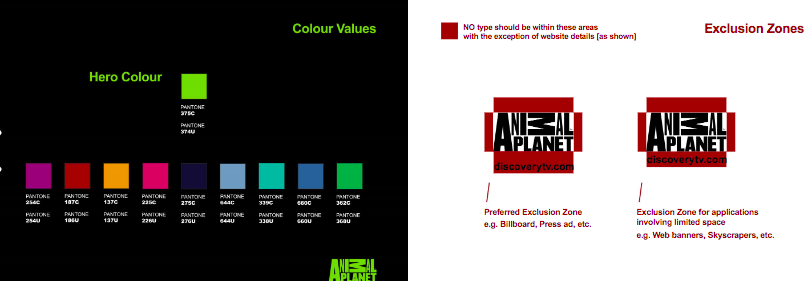 Colour Values
Hero Colour
PANTONE
375C
PANTONE
374U
PANTONE PANTONE PANTONE PANTONE PANTONE PANTONE PANTONE PANTONE PANTONE
254C 187C 137C 225C 275C 644C 339C 660C 362C
PANTONE PANTONE PANTONE PANTONE PANTONE PANTONE PANTONE PANTONE PANTONE
254U 186U 137U 226U 276U 644U 338U 660U 368U
ANIMAL
PLANET
NO type should be within these areas
with the exception of website details [as shown]
Exclusion Zones
ANIMAL
PLANET
discoverytv.com
ANIMAL
PLANET
discoverytv.com
Preferred Exclusion Zone
e.g. Billboard, Press ad, etc.
Exclusion Zone for applications
involving limited space
e.g. Web banners, Skyscrapers, etc.